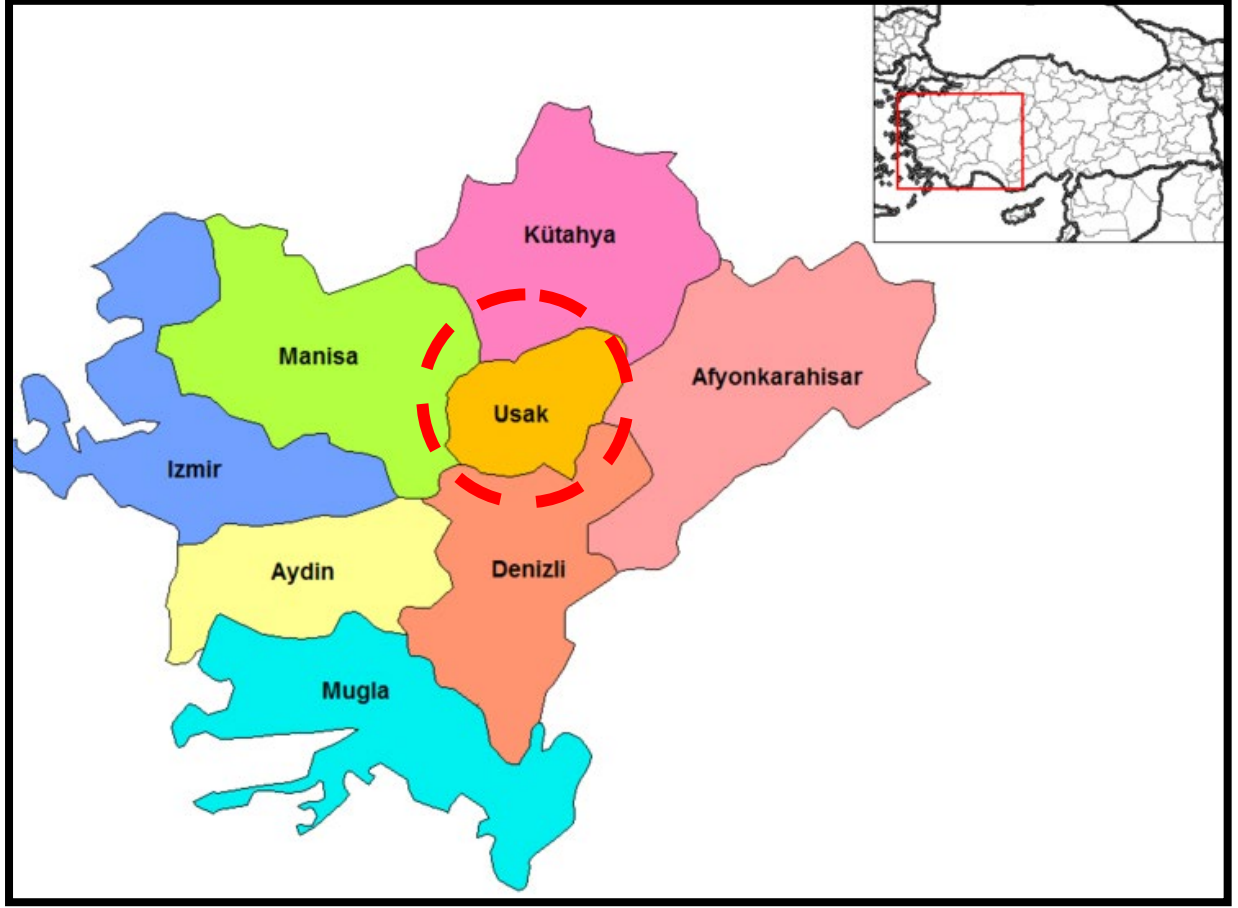 Kütahya
Manisa
Afyonkarahisar
Usak
Izmir
Aydin
Denizli
Mugla